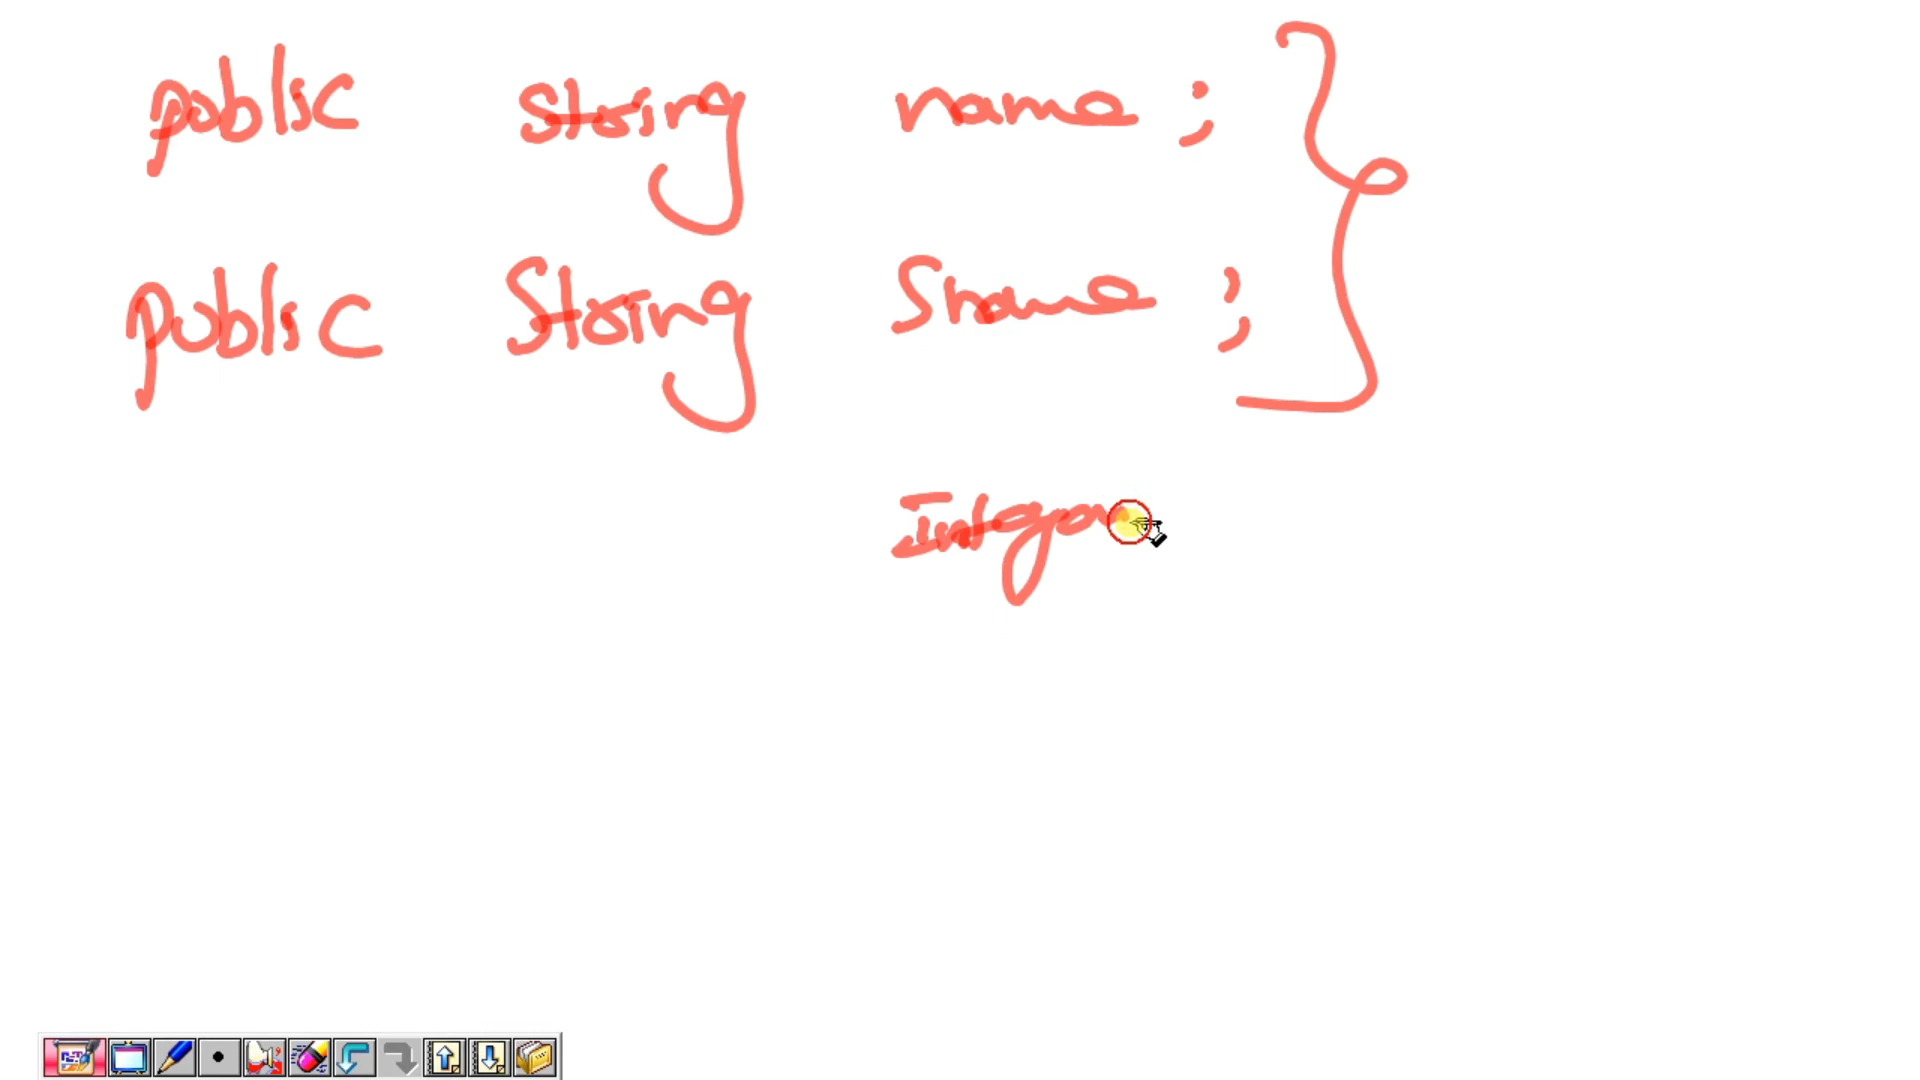 public string name ;
public String Sname ;
Integer